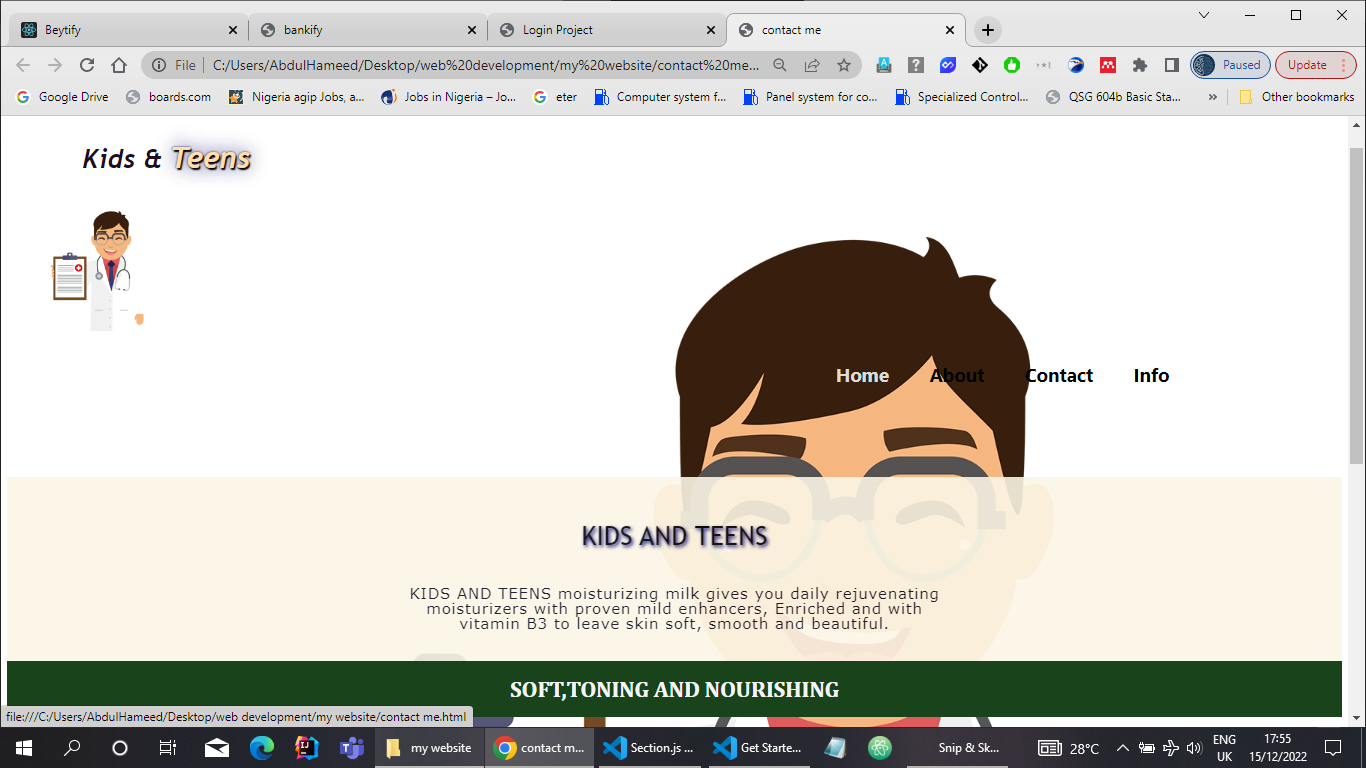 Beytify
bankify
Login Project
contact me
File
C:/Users/AbdulHameed/Desktop/web%20development/my%20website/contact%20me...
Paused
Update
Google Drive
boards.com
Nigeria agip Jobs, a...
Jobs in Nigeria – Jo...
eter
Computer system f...
Panel system for co...
Specialized Control...
QSG 604b Basic Sta...
»
Other bookmarks
Kids & Teens
Home About Contact Info
KIDS AND TEENS
KIDS AND TEENS moisturizing milk gives you daily rejuvenating
moisturizers with proven mild enhancers, Enriched and with
vitamin B3 to leave skin soft, smooth and beautiful.
SOFT,TONING AND NOURISHING
file:///C:/Users/AbdulHameed/Desktop/web development/my website/contact me.html
my website
contact m...
Section.js ...
Get Starte...
Snip & Sk...
28°C
ENG
UK
17:55
15/12/2022